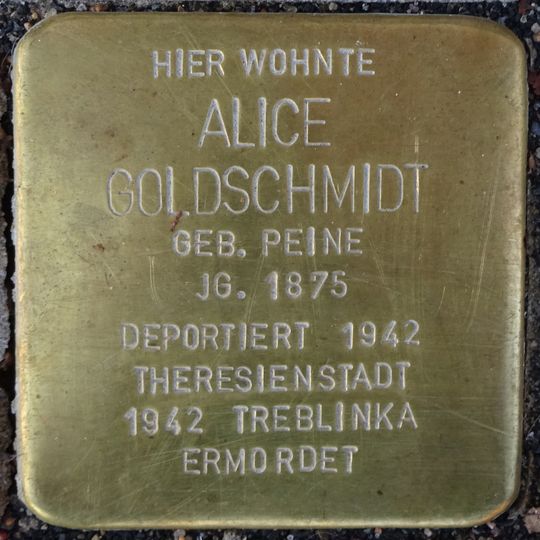 HIER WOHNTE
ALICE
GOLDSCHMIDT
GEB. PEINE
JG. 1875
DEPORTIERT 1942
THERESIENSTADT
1942 TREBLINKA
ERMORDET